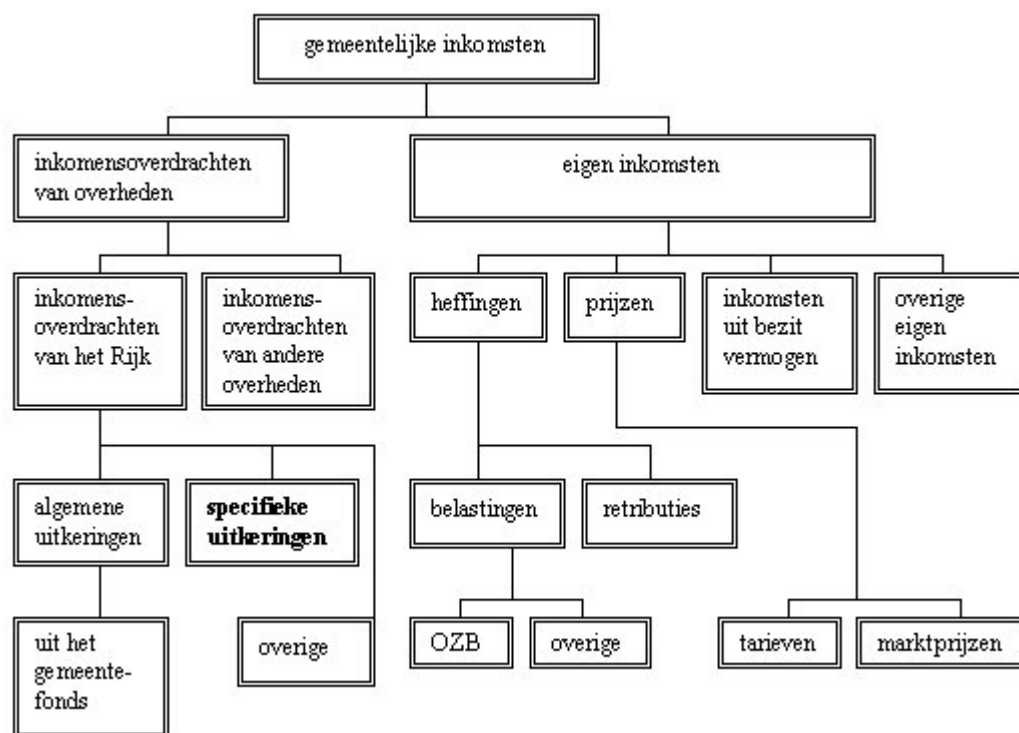 gemeentelijke inkomsten
inkomensoverdrachten
van overheden
eigen inkomsten
inkomens-
overdrachten
van het Rijk
inkomens-
overdrachten
van andere
overheden
heffingen
prijzen
inkomsten
uit bezit
vermogen
overige
eigen
inkomsten
algemene
uitkeringen
specifieke
uitkeringen
belastingen
retributies
uit het
gemeente-
fonds
overige
OZB
overige
tarieven
marktprijzen